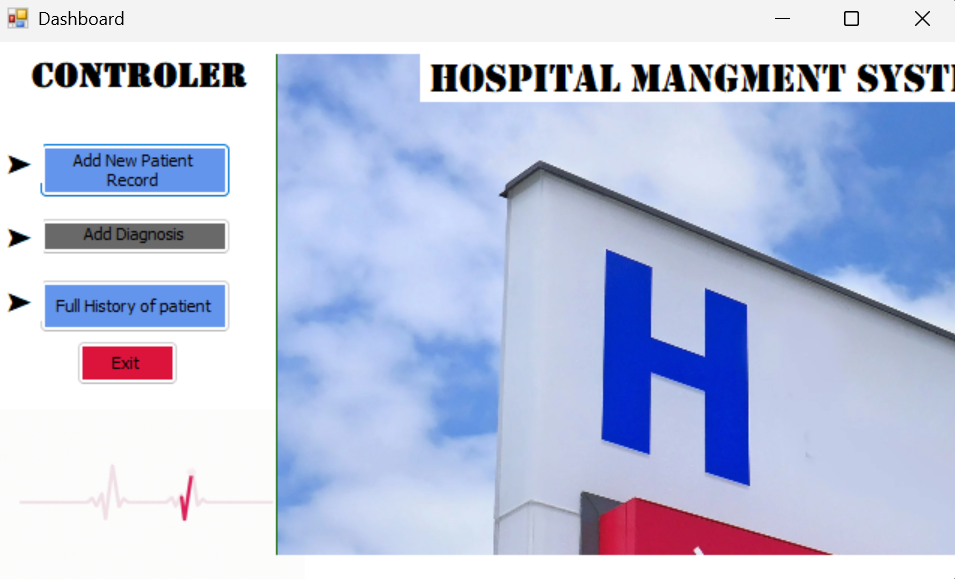 Dashboard
CONTROLER
HOSPITAL MANGMENT SYST
Add New Patient
Record
Add Diagnosis
Full History of patient
Exit
H